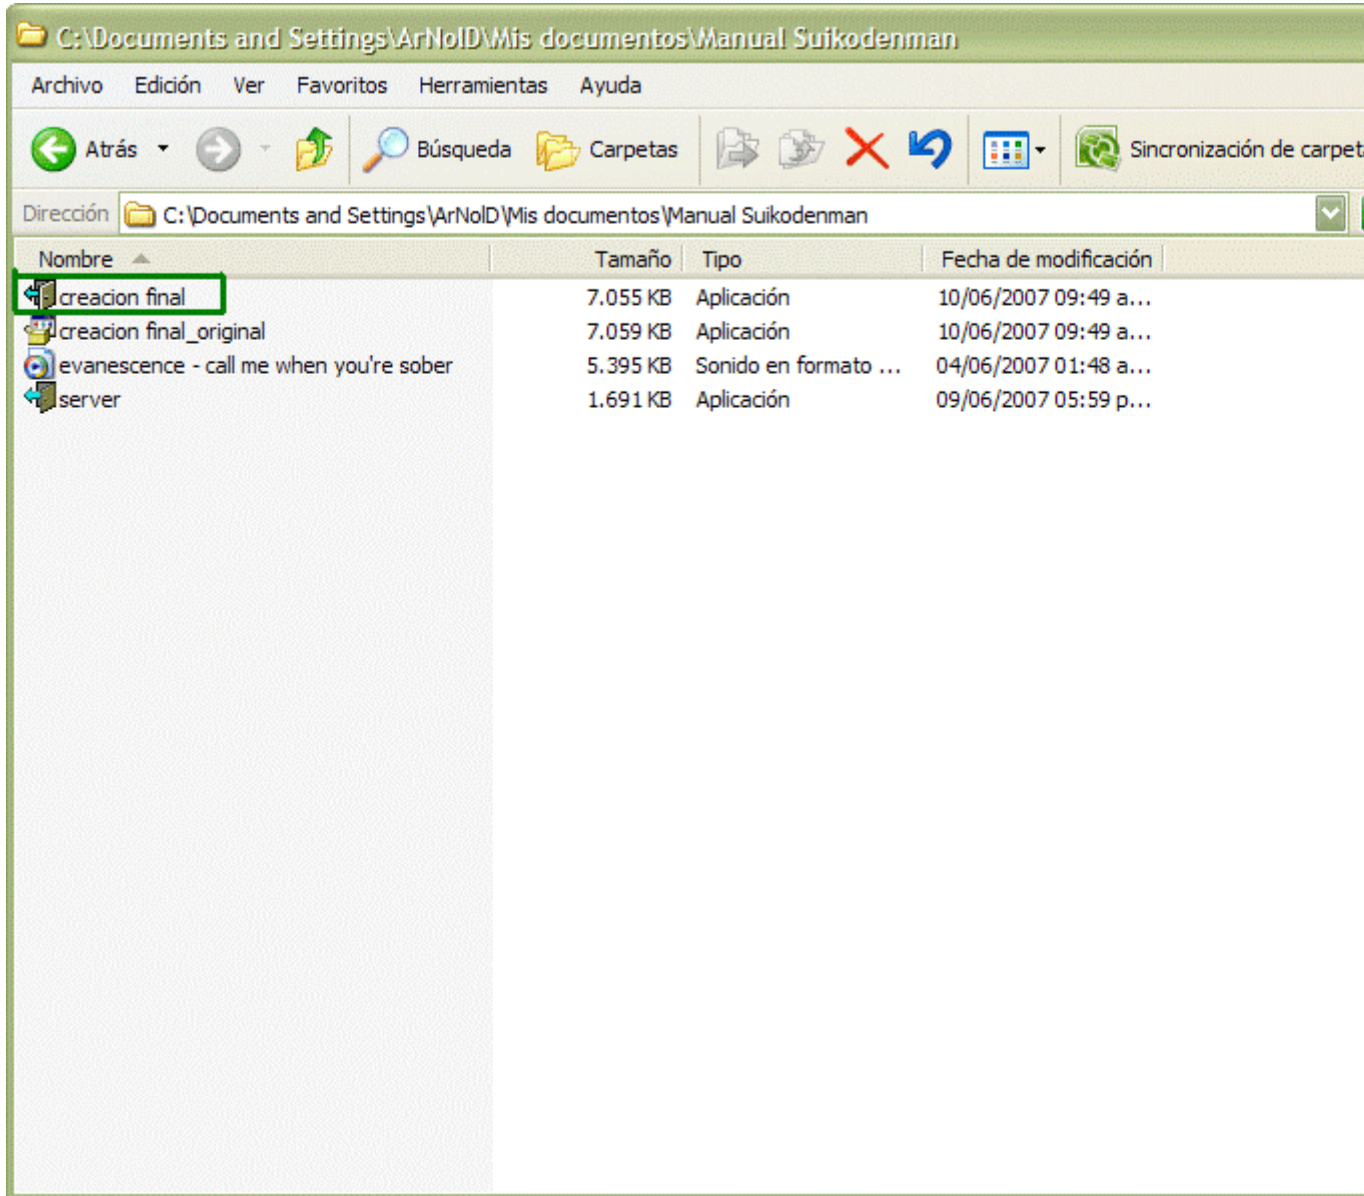 C:\Documents and Settings\ArNolD\Mis documentos\Manual Suikodenman
Archivo Edición Ver Favoritos Herramientas Ayuda
Atrás Búsqueda Carpetas Sincronización de carpeta
Dirección C:\Documents and Settings\ArNolD\Mis documentos\Manual Suikodenman
Nombre Tamaño Tipo Fecha de modificación
creacion final 7.055 KB Aplicación 10/06/2007 09:49 a...
creacion final_original 7.059 KB Aplicación 10/06/2007 09:49 a...
evanescence - call me when you're sober 5.395 KB Sonido en formato ... 04/06/2007 01:48 a...
server 1.691 KB Aplicación 09/06/2007 05:59 p...